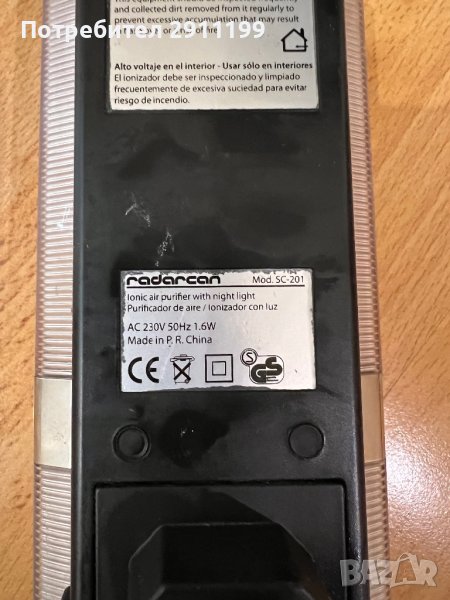 Потребител 2911199
and collected dirt removed from it regularly to
prevent excessive accumulation that may result
Alto voltaje en el interior - Usar sólo en interiores
El ionizador debe ser inspeccionado y limpiado
frecuentemente de excesiva suciedad para evitar
riesgo de incendio.
radarcan Mod. SC-201
Ionic air purifier with night light
Purificador de aire / Ionizador con luz
AC 230V 50Hz 1.6W
Made in P. R. China
CE S GS
BAZAR